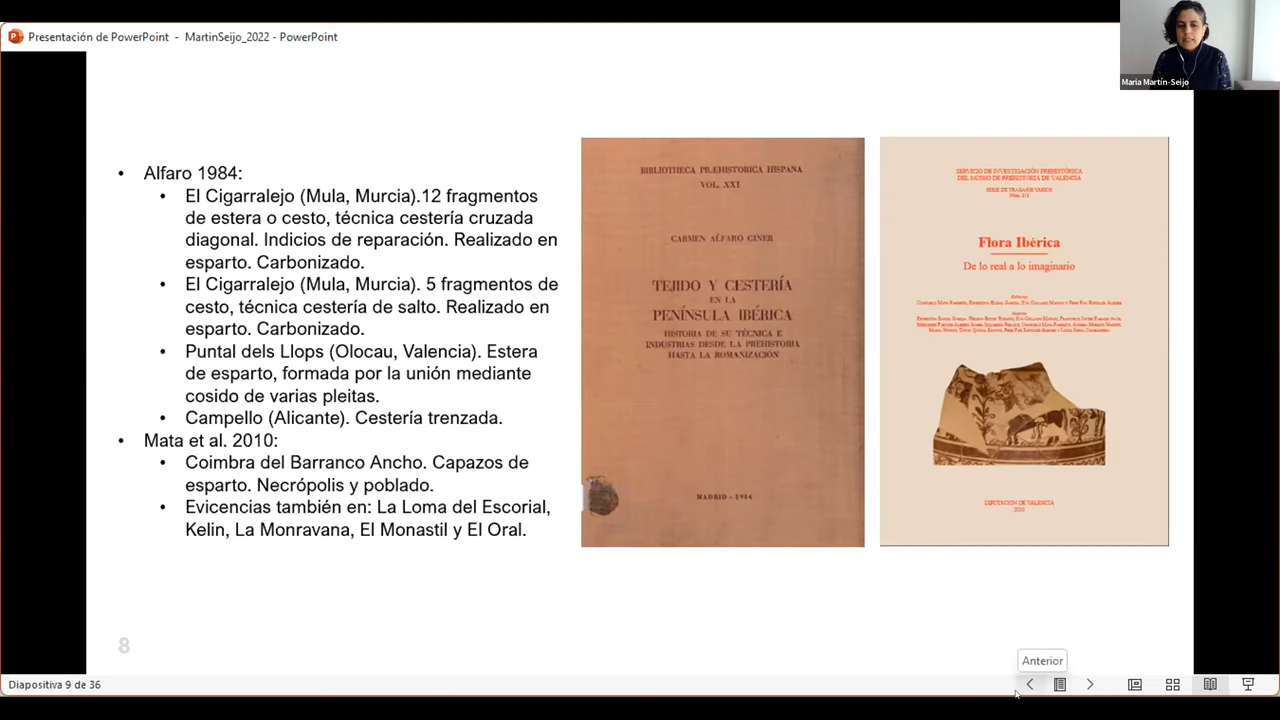 Presentación de PowerPoint - MartinSeijo_2022 - PowerPoint
María Martín-Seijo
• Alfaro 1984:
• El Cigarralejo (Mula, Murcia).12 fragmentos
de estera o cesto, técnica cestería cruzada
diagonal. Indicios de reparación. Realizado en
esparto. Carbonizado.
• El Cigarralejo (Mula, Murcia). 5 fragmentos de
cesto, técnica cestería de salto. Realizado en
esparto. Carbonizado.
• Puntal dels Llops (Olocau, Valencia). Estera
de esparto, formada por la unión mediante
cosido de varias pleitas.
• Campello (Alicante). Cestería trenzada.
• Mata et al. 2010:
• Coimbra del Barranco Ancho. Capazos de
esparto. Necrópolis y poblado.
• Evicencias también en: La Loma del Escorial,
Kelin, La Monravana, El Monastil y El Oral.
BIBLIOTHECA PRÆHISTORICA HISPANA
VOL. XXI
CARMEN ALFARO GINER
TEJIDO Y CESTERÍA
EN LA
PENÍNSULA IBÉRICA
HISTORIA DE SU TÉCNICA E
INDUSTRIAS DESDE LA PREHISTORIA
HASTA LA ROMANIZACIÓN
MADRID - 1984
SERVICIO DE INVESTIGACIÓN PREHISTÓRICA
DEL MUSEO DE PREHISTORIA DE VALENCIA
SERIE DE TRABAJOS VARIOS
Flora Ibérica
De lo real a lo imaginario
DIPUTACIÓN DE VALENCIA
2010
8
Anterior
Diapositiva 9 de 36